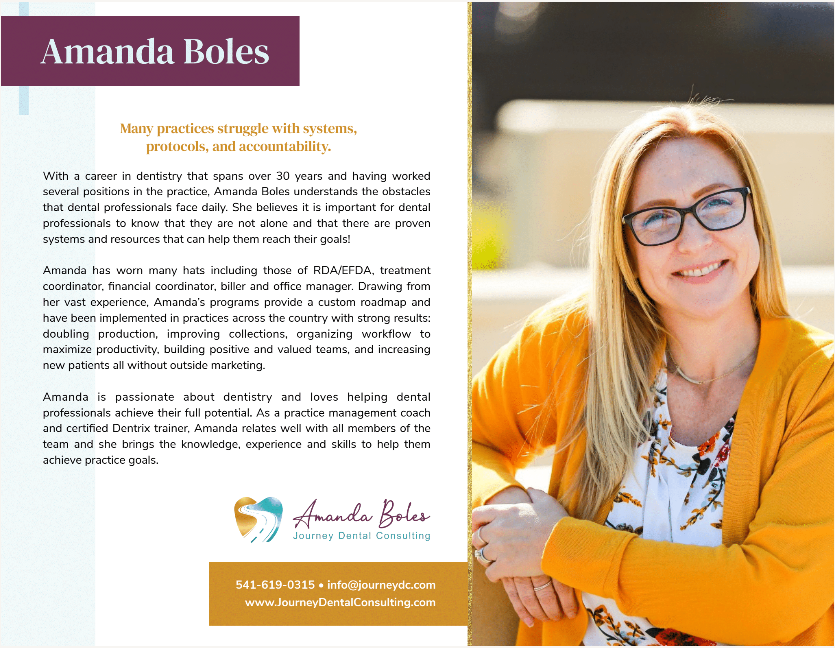 Amanda Boles
Many practices struggle with systems,
protocols, and accountability.
With a career in dentistry that spans over 30 years and having worked
several positions in the practice, Amanda Boles understands the obstacles
that dental professionals face daily. She believes it is important for dental
professionals to know that they are not alone and that there are proven
systems and resources that can help them reach their goals!
Amanda has worn many hats including those of RDA/EFDA, treatment
coordinator, financial coordinator, biller and office manager. Drawing from
her vast experience, Amanda's programs provide a custom roadmap and
have been implemented in practices across the country with strong results:
doubling production, improving collections, organizing workflow to
maximize productivity, building positive and valued teams, and increasing
new patients all without outside marketing.
Amanda is passionate about dentistry and loves helping dental
professionals achieve their full potential. As a practice management coach
and certified Dentrix trainer, Amanda relates well with all members of the
team and she brings the knowledge, experience and skills to help them
achieve practice goals.
Amanda Boles
Journey Dental Consulting
541-619-0315 • info@journeydc.com
www.JourneyDentalConsulting.com